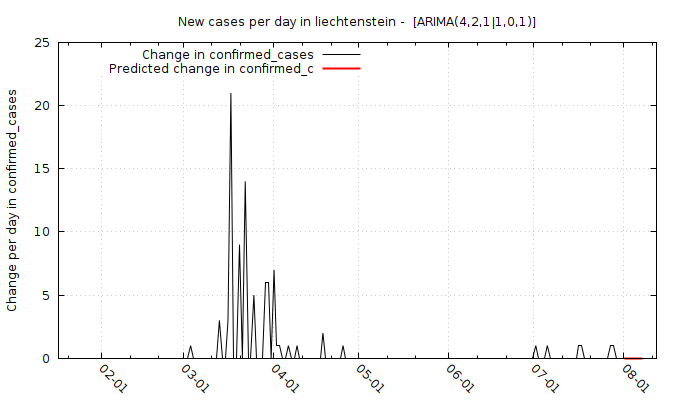 New cases per day in liechtenstein -  [ARIMA(4,2,1|1,0,1)]
Change in confirmed_cases
Predicted change in confirmed_c
Change per day in confirmed_cases
25
20
15
10
5
0
02-01 03-01 04-01 05-01 06-01 07-01 08-01